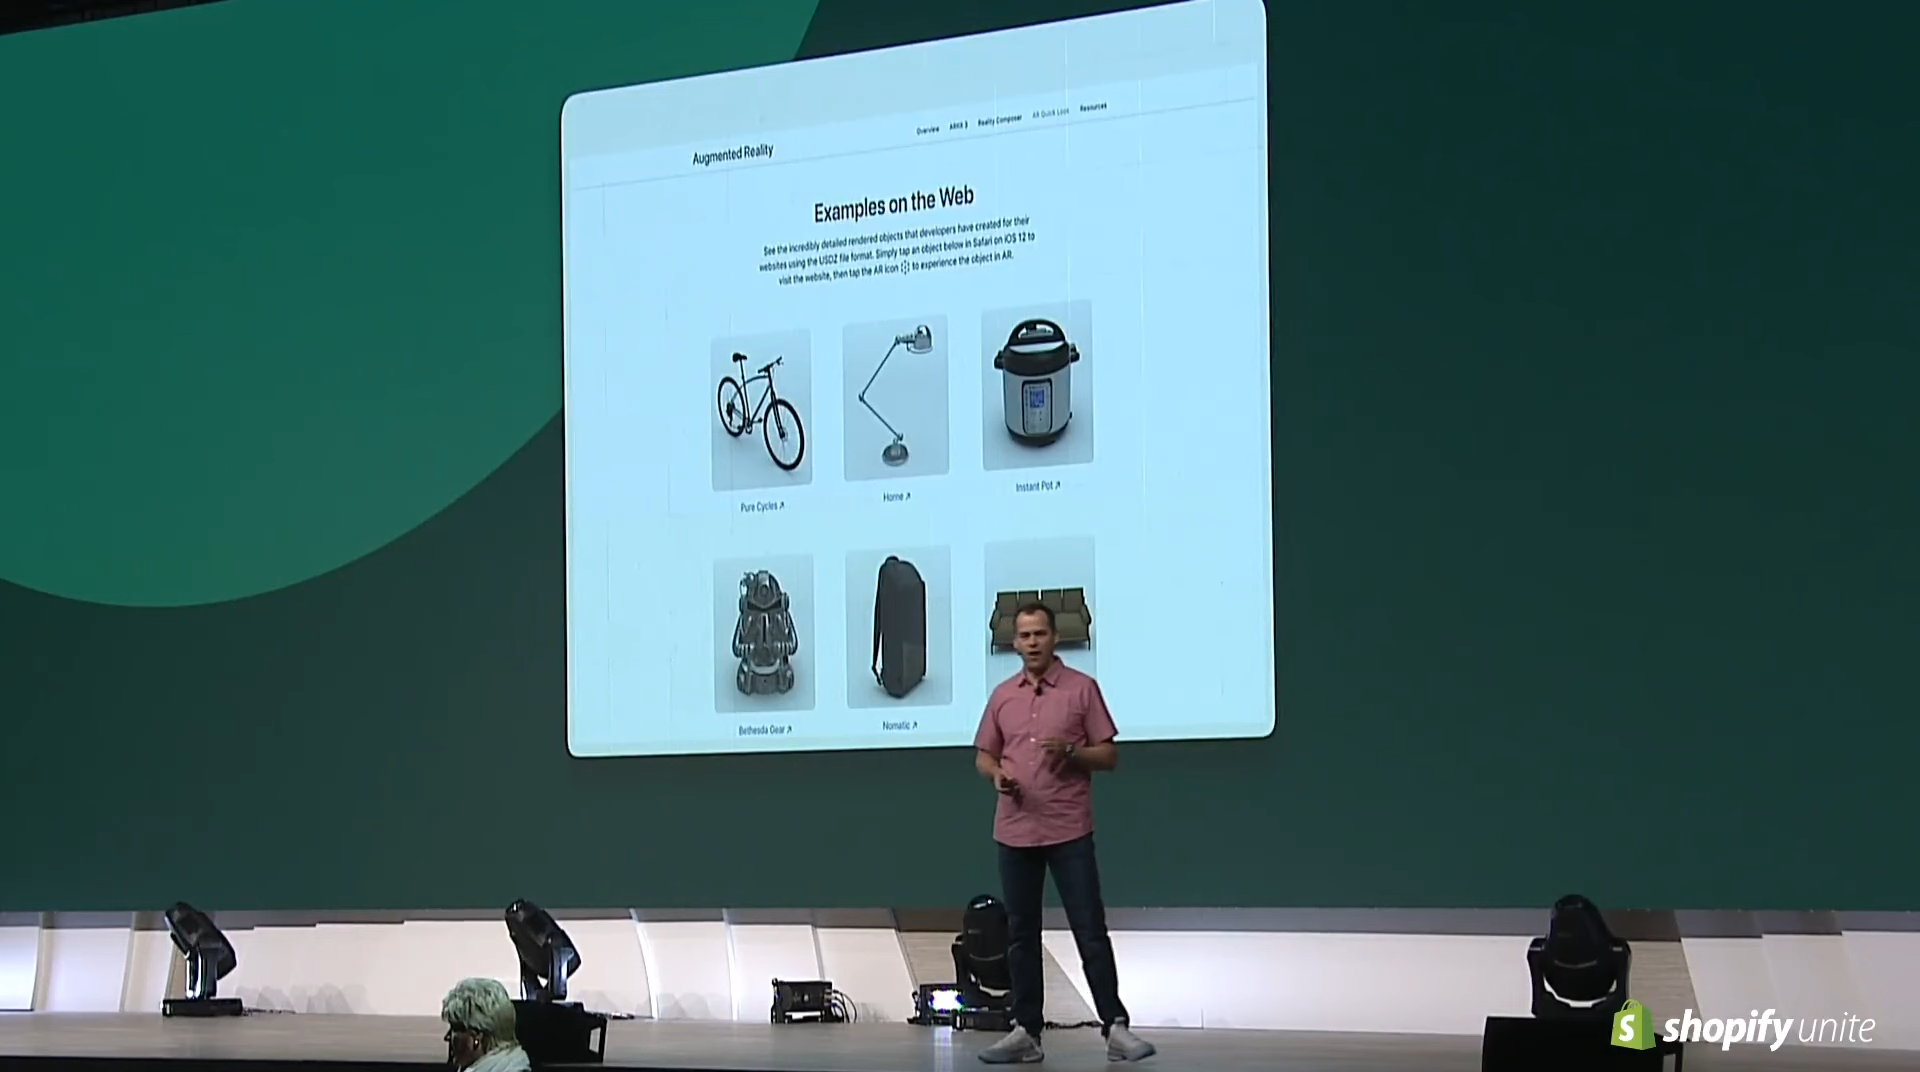 Overview ARKit Reality Composer AR Quick Look Resources
Augmented Reality
Examples on the Web
See the incredibly detailed rendered objects that developers have created for their
websites using the USDZ file format. Simply tap an object below in Safari on iOS 12 to
visit the website, then tap the AR icon to experience the object in AR.
Pure Cycles ↗
Home ↗
Instant Pot ↗
Bethesda Gear ↗
Nomatic ↗
S shopify unite